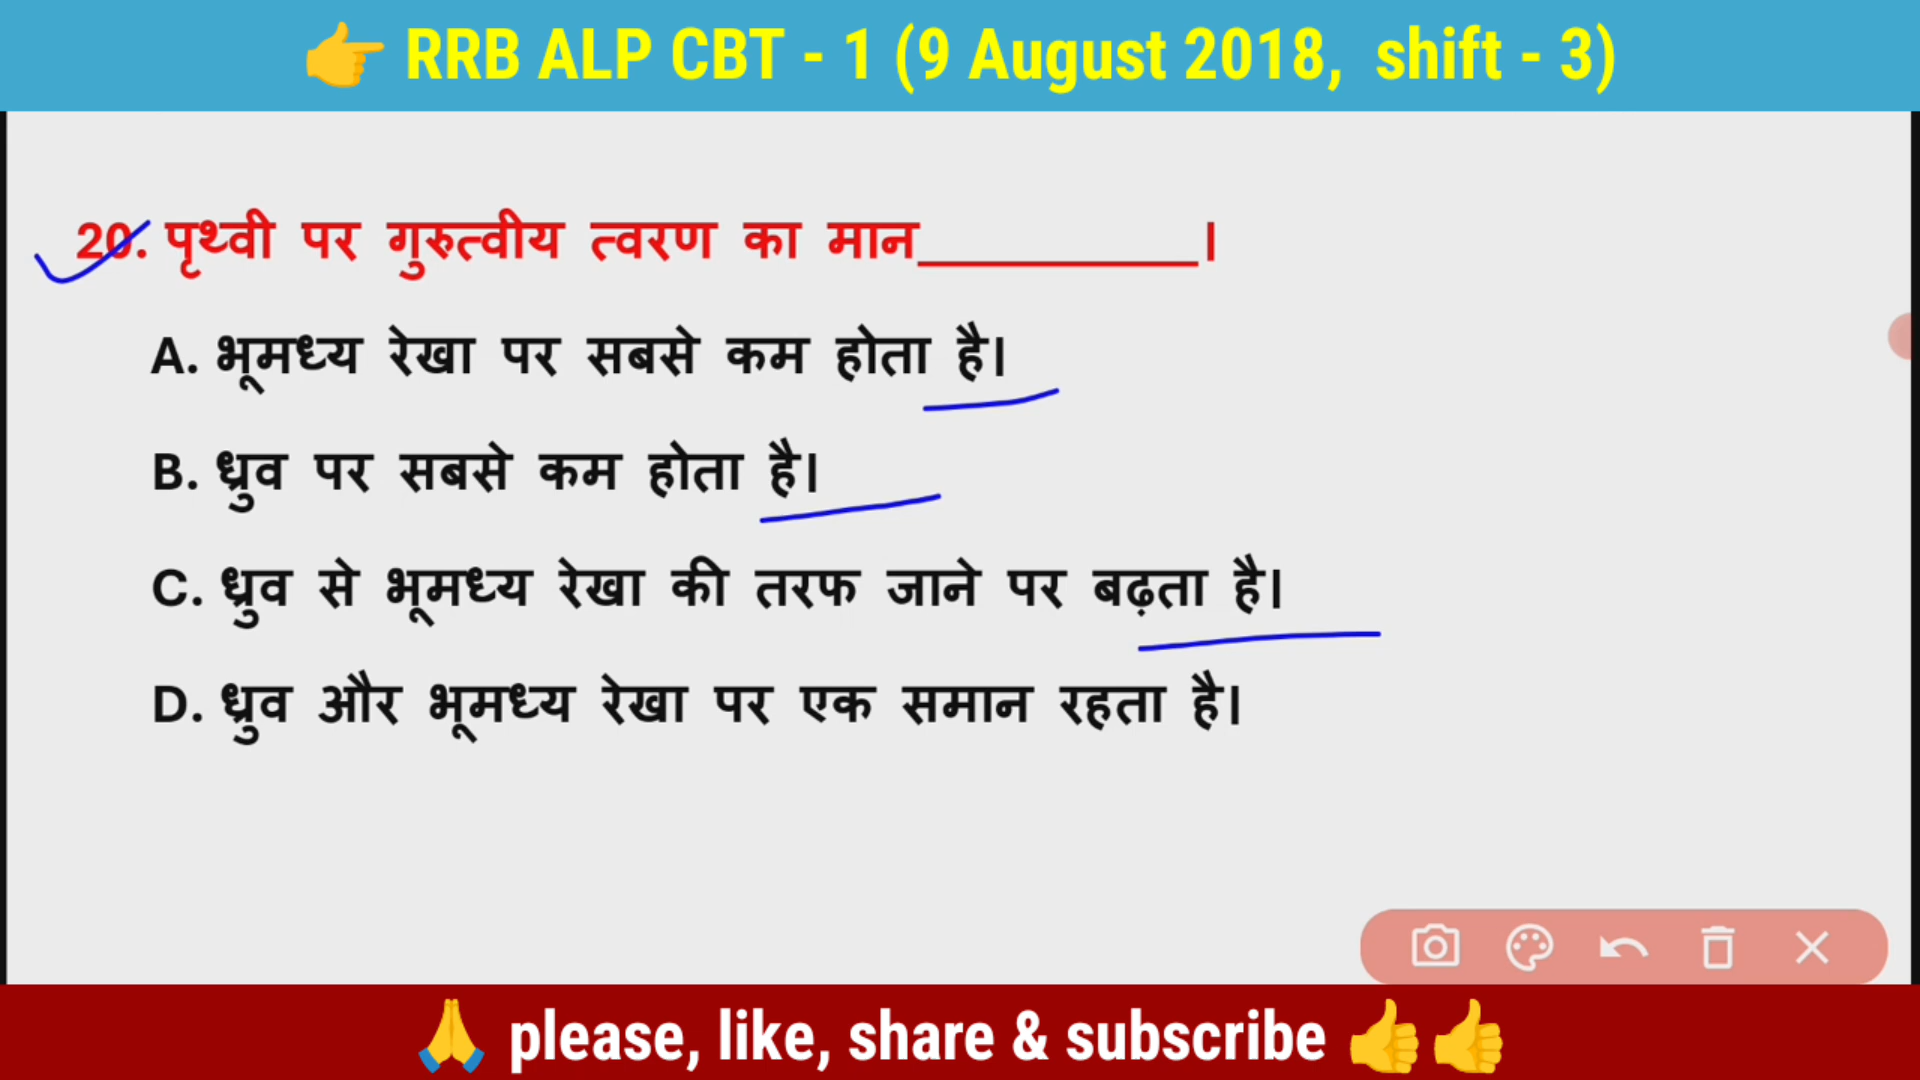 👉 RRB ALP CBT - 1 (9 August 2018, shift - 3)
20. पृथ्वी पर गुरुत्वीय त्वरण का मान__________।
A. भूमध्य रेखा पर सबसे कम होता है।
B. ध्रुव पर सबसे कम होता है।
C. ध्रुव से भूमध्य रेखा की तरफ जाने पर बढ़ता है।
D. ध्रुव और भूमध्य रेखा पर एक समान रहता है।
🙏 please, like, share & subscribe 👍👍